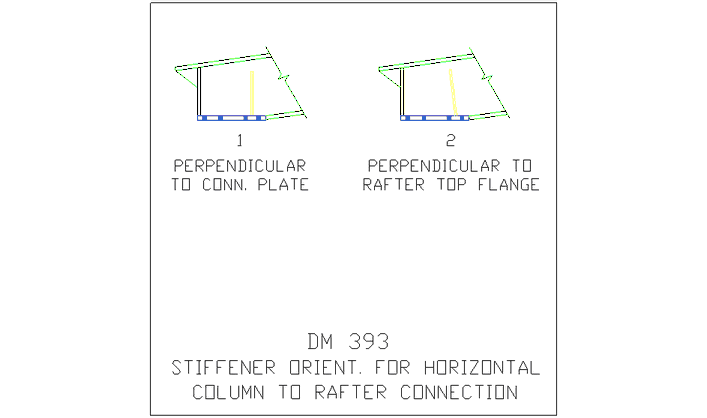 1
PERPENDICULAR
TO CONN. PLATE
2
PERPENDICULAR TO
RAFTER TOP FLANGE
DM 393
STIFFENER ORIENT. FOR HORIZONTAL
COLUMN TO RAFTER CONNECTION